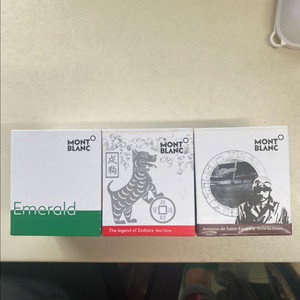 MONT
BLANC
Emerald
MONT
BLANC
戌
狗
The legend of Zodiacs
MONT
BLANC
Antoine de Saint-Exupéry